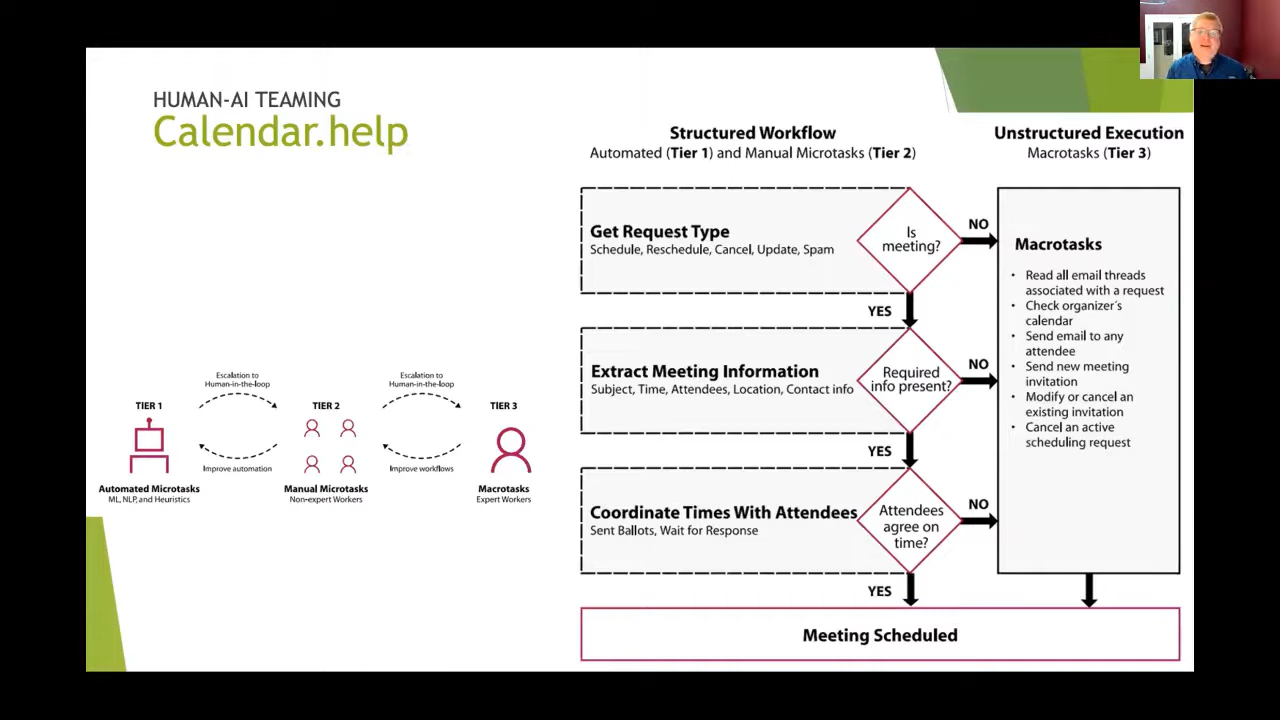 HUMAN-AI TEAMING
Calendar.help
Escalation to
Human-in-the-loop
Escalation to
Human-in-the-loop
TIER 1
TIER 2
TIER 3
Improve automation
Improve workflows
Automated Microtasks
ML, NLP, and Heuristics
Manual Microtasks
Non-expert Workers
Macrotasks
Expert Workers
Structured Workflow
Automated (Tier 1) and Manual Microtasks (Tier 2)
Unstructured Execution
Macrotasks (Tier 3)
Get Request Type
Schedule, Reschedule, Cancel, Update, Spam
Is
meeting?
NO
YES
Extract Meeting Information
Subject, Time, Attendees, Location, Contact info
Required
info present?
NO
YES
Coordinate Times With Attendees
Sent Ballots, Wait for Response
Attendees
agree on
time?
NO
YES
Macrotasks
• Read all email threads
associated with a request
• Check organizer's
calendar
• Send email to any
attendee
• Send new meeting
invitation
• Modify or cancel an
existing invitation
• Cancel an active
scheduling request
Meeting Scheduled